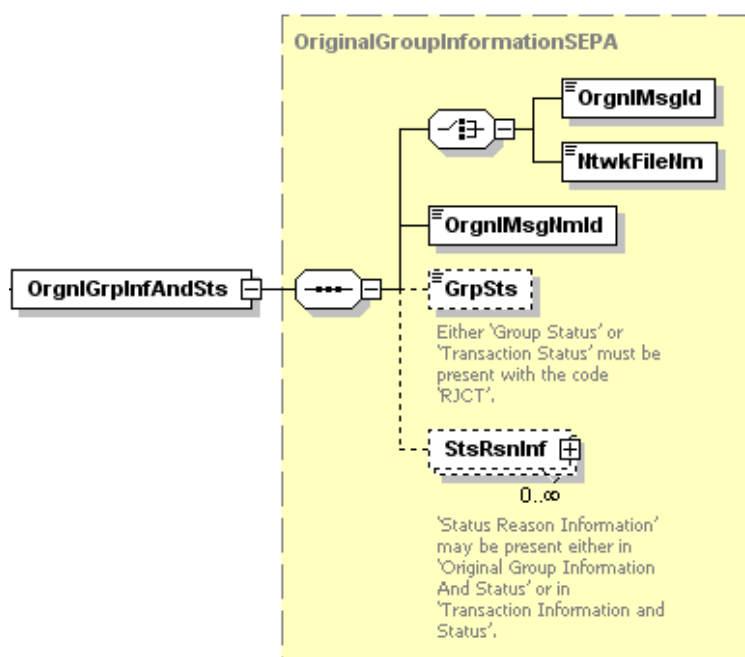 OriginalGroupInformationSEPA
OrgnlMsgId
NtwkFileNm
OrgnlMsgNmId
OrgnlGrpInfAndSts
GrpSts
Either 'Group Status' or
'Transaction Status' must be
present with the code
'RJCT'.
StsRsnInf
0..∞
'Status Reason Information'
may be present either in
'Original Group Information
And Status' or in
'Transaction Information and
Status'.